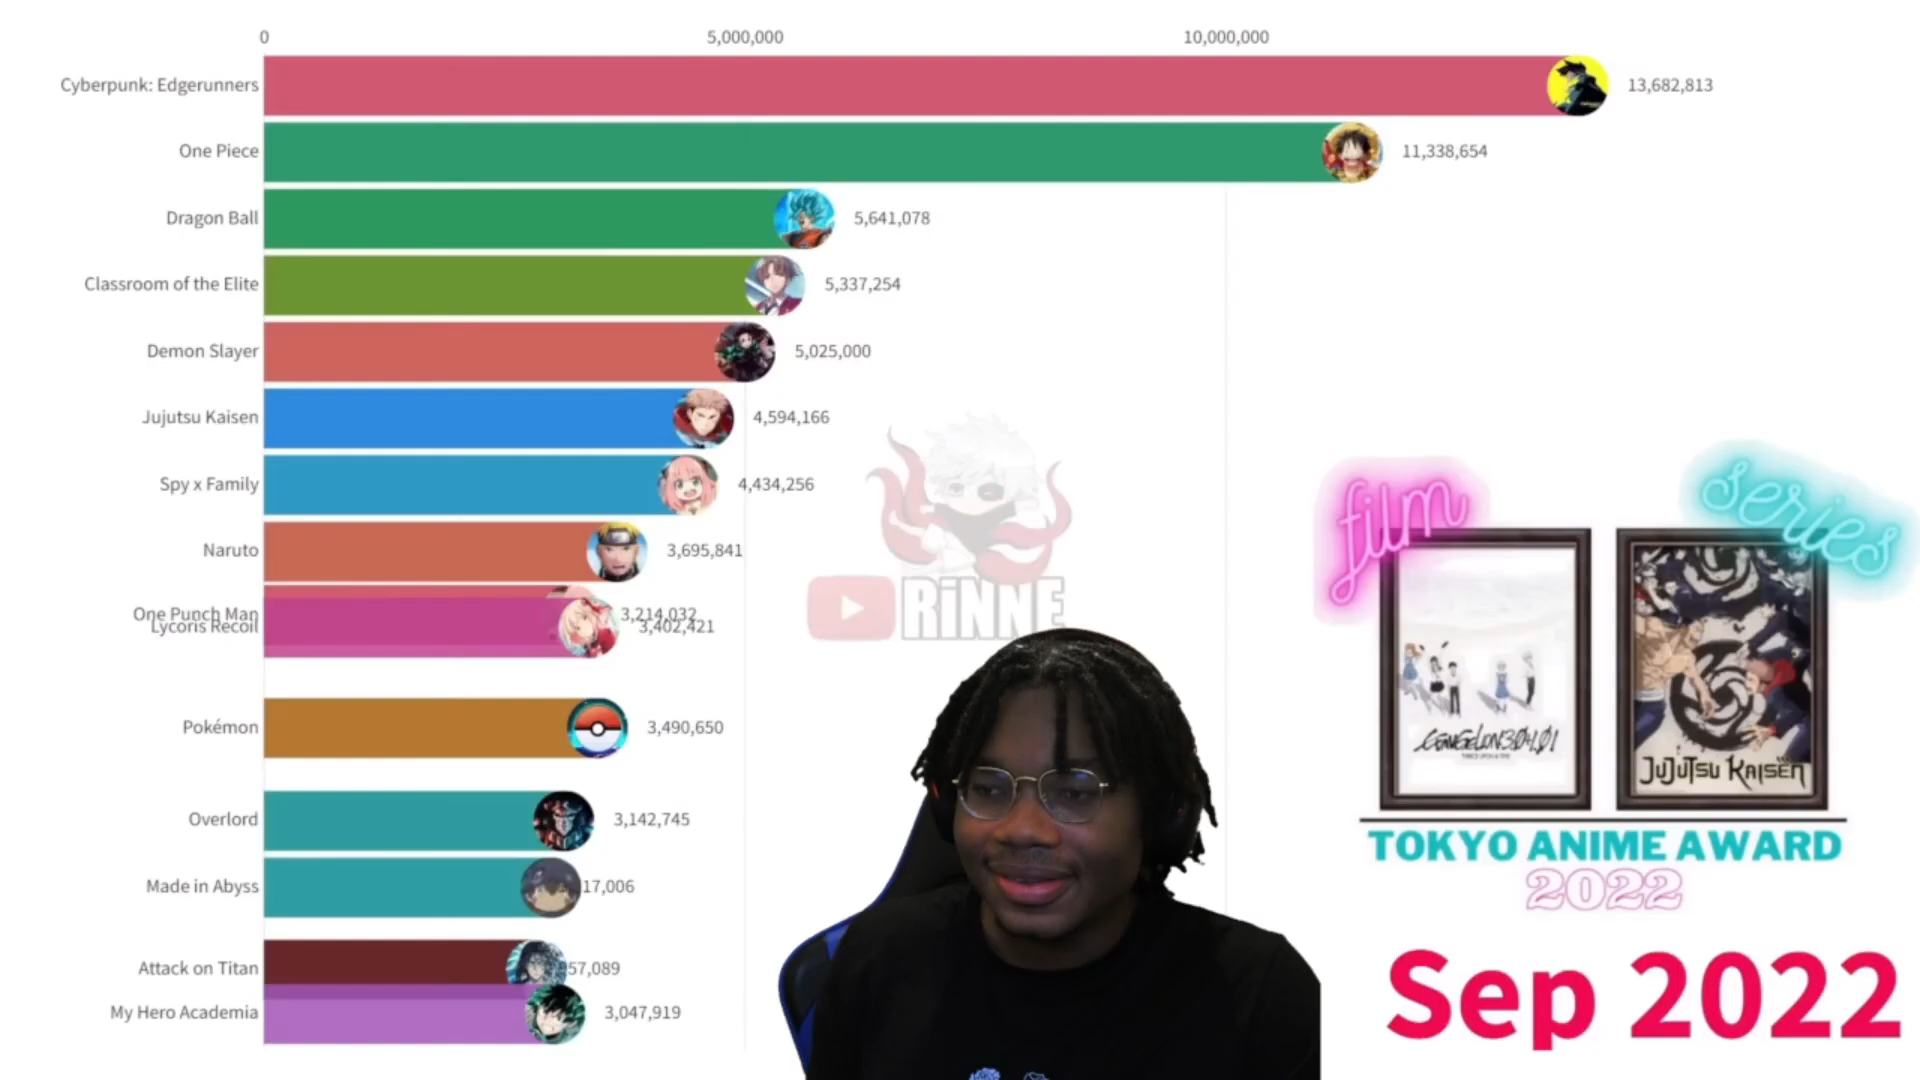 0 5,000,000 10,000,000
Cyberpunk: Edgerunners 13,682,813
One Piece 11,338,654
Dragon Ball 5,641,078
Classroom of the Elite 5,337,254
Demon Slayer 5,025,000
Jujutsu Kaisen 4,594,166
Spy x Family 4,434,256
Naruto 3,695,841
One Punch Man 3,214,032
Lycoris Recoil 3,402,421
Pokémon 3,490,650
Overlord 3,142,745
Made in Abyss 17,006
Attack on Titan 57,089
My Hero Academia 3,047,919
RiNNE
film
series
JUJUTSU KAISEN
TOKYO ANIME AWARD
2022
Sep 2022